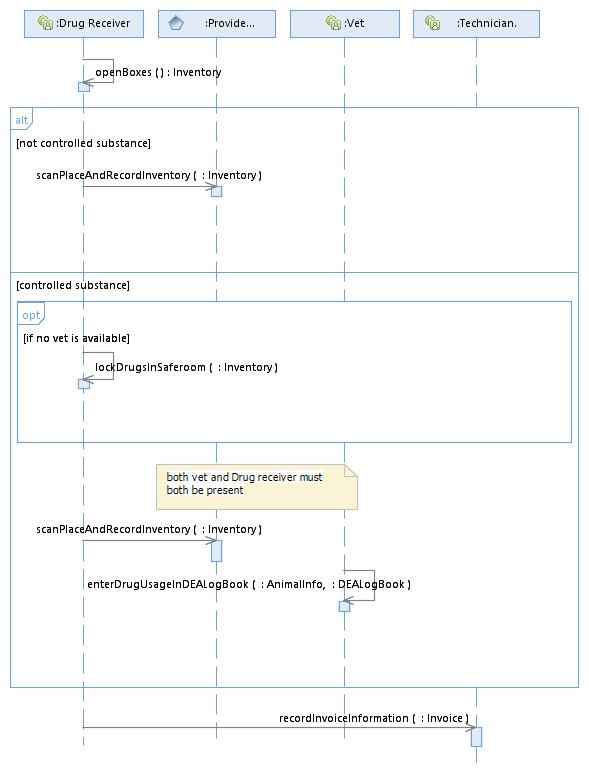 :Drug Receiver
:Provide...
:Vet
:Technician.
openBoxes ( ) : Inventory
alt
[not controlled substance]
scanPlaceAndRecordInventory ( : Inventory )
[controlled substance]
opt
[if no vet is available]
lockDrugsInSaferoom ( : Inventory )
both vet and Drug receiver must
both be present
scanPlaceAndRecordInventory ( : Inventory )
enterDrugUsageInDEALogBook ( : AnimalInfo, : DEALogBook )
recordInvoiceInformation ( : Invoice )